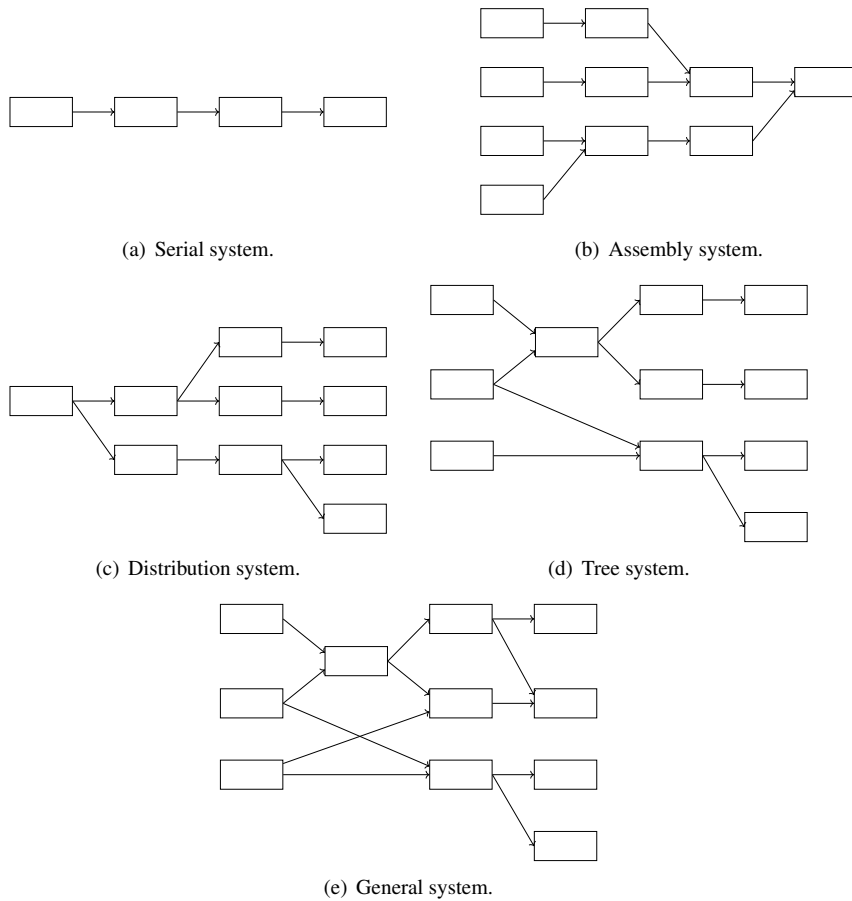 (a) Serial system.
(b) Assembly system.
(c) Distribution system.
(d) Tree system.
(e) General system.